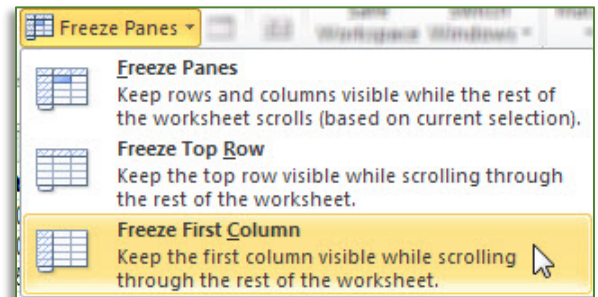 Freeze Panes
Workspace Windows
Freeze Panes
Keep rows and columns visible while the rest of
the worksheet scrolls (based on current selection).
Freeze Top Row
Keep the top row visible while scrolling through
the rest of the worksheet.
Freeze First Column
Keep the first column visible while scrolling
through the rest of the worksheet.